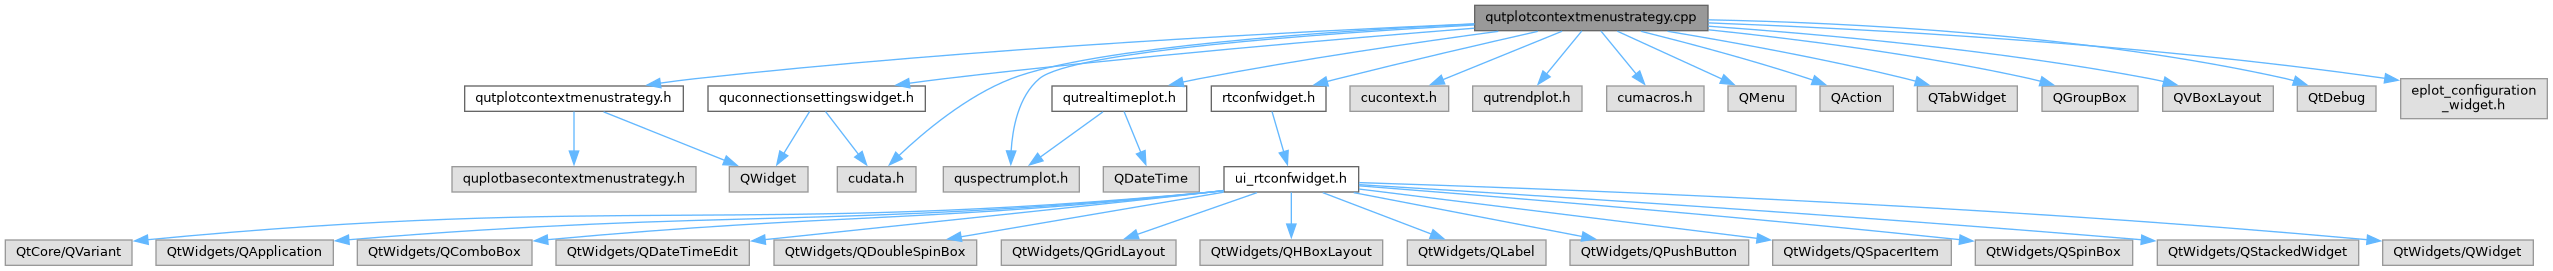 qutplotcontextmenustrategy.cpp
qutplotcontextmenustrategy.h
quconnectionsettingswidget.h
qutrealtimeplot.h
rtconfwidget.h
cucontext.h
qutrendplot.h
cumacros.h
QMenu
QAction
QTabWidget
QGroupBox
QVBoxLayout
QtDebug
eplot_configuration
_widget.h
quplotbasecontextmenustrategy.h
QWidget
cudata.h
quspectrumplot.h
QDateTime
ui_rtconfwidget.h
QtCore/QVariant
QtWidgets/QApplication
QtWidgets/QComboBox
QtWidgets/QDateTimeEdit
QtWidgets/QDoubleSpinBox
QtWidgets/QGridLayout
QtWidgets/QHBoxLayout
QtWidgets/QLabel
QtWidgets/QPushButton
QtWidgets/QSpacerItem
QtWidgets/QSpinBox
QtWidgets/QStackedWidget
QtWidgets/QWidget